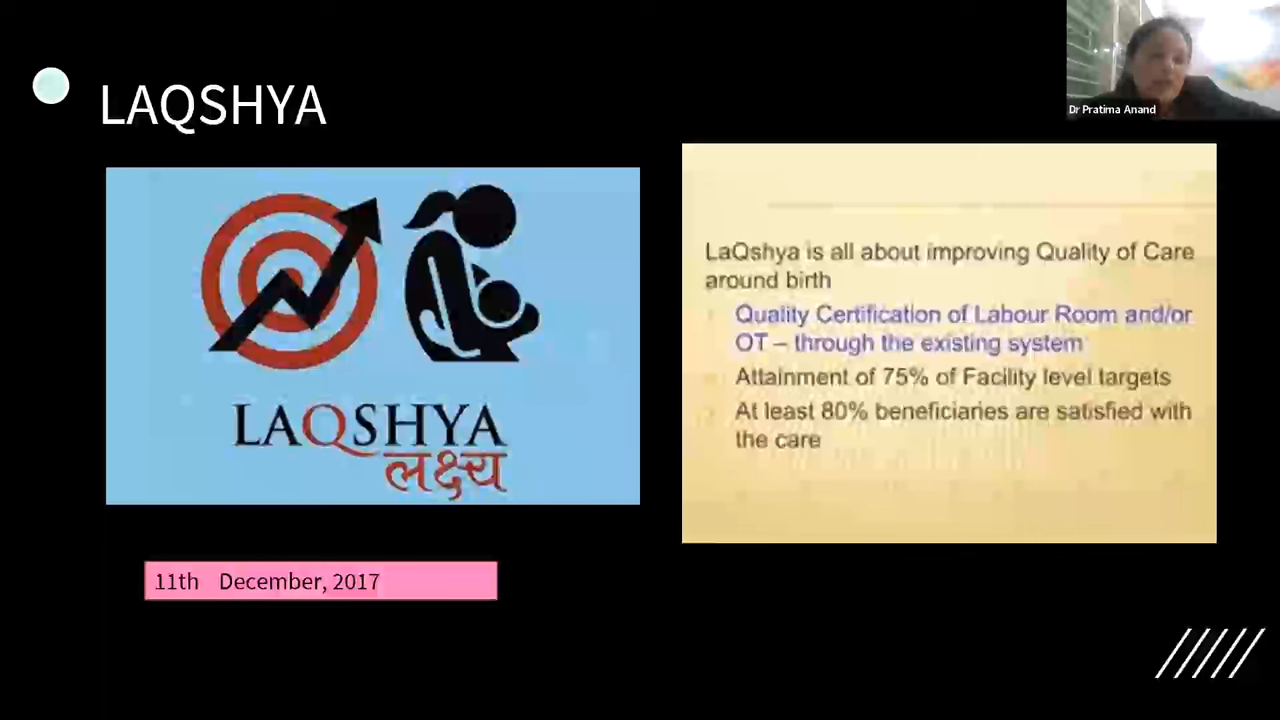 LAQSHYA
Dr Pratima Anand
LAQSHYA
लक्ष्य
LaQshya is all about improving Quality of Care
around birth
Quality Certification of Labour Room and/or
OT – through the existing system
Attainment of 75% of Facility level targets
At least 80% beneficiaries are satisfied with
the care
11th December, 2017